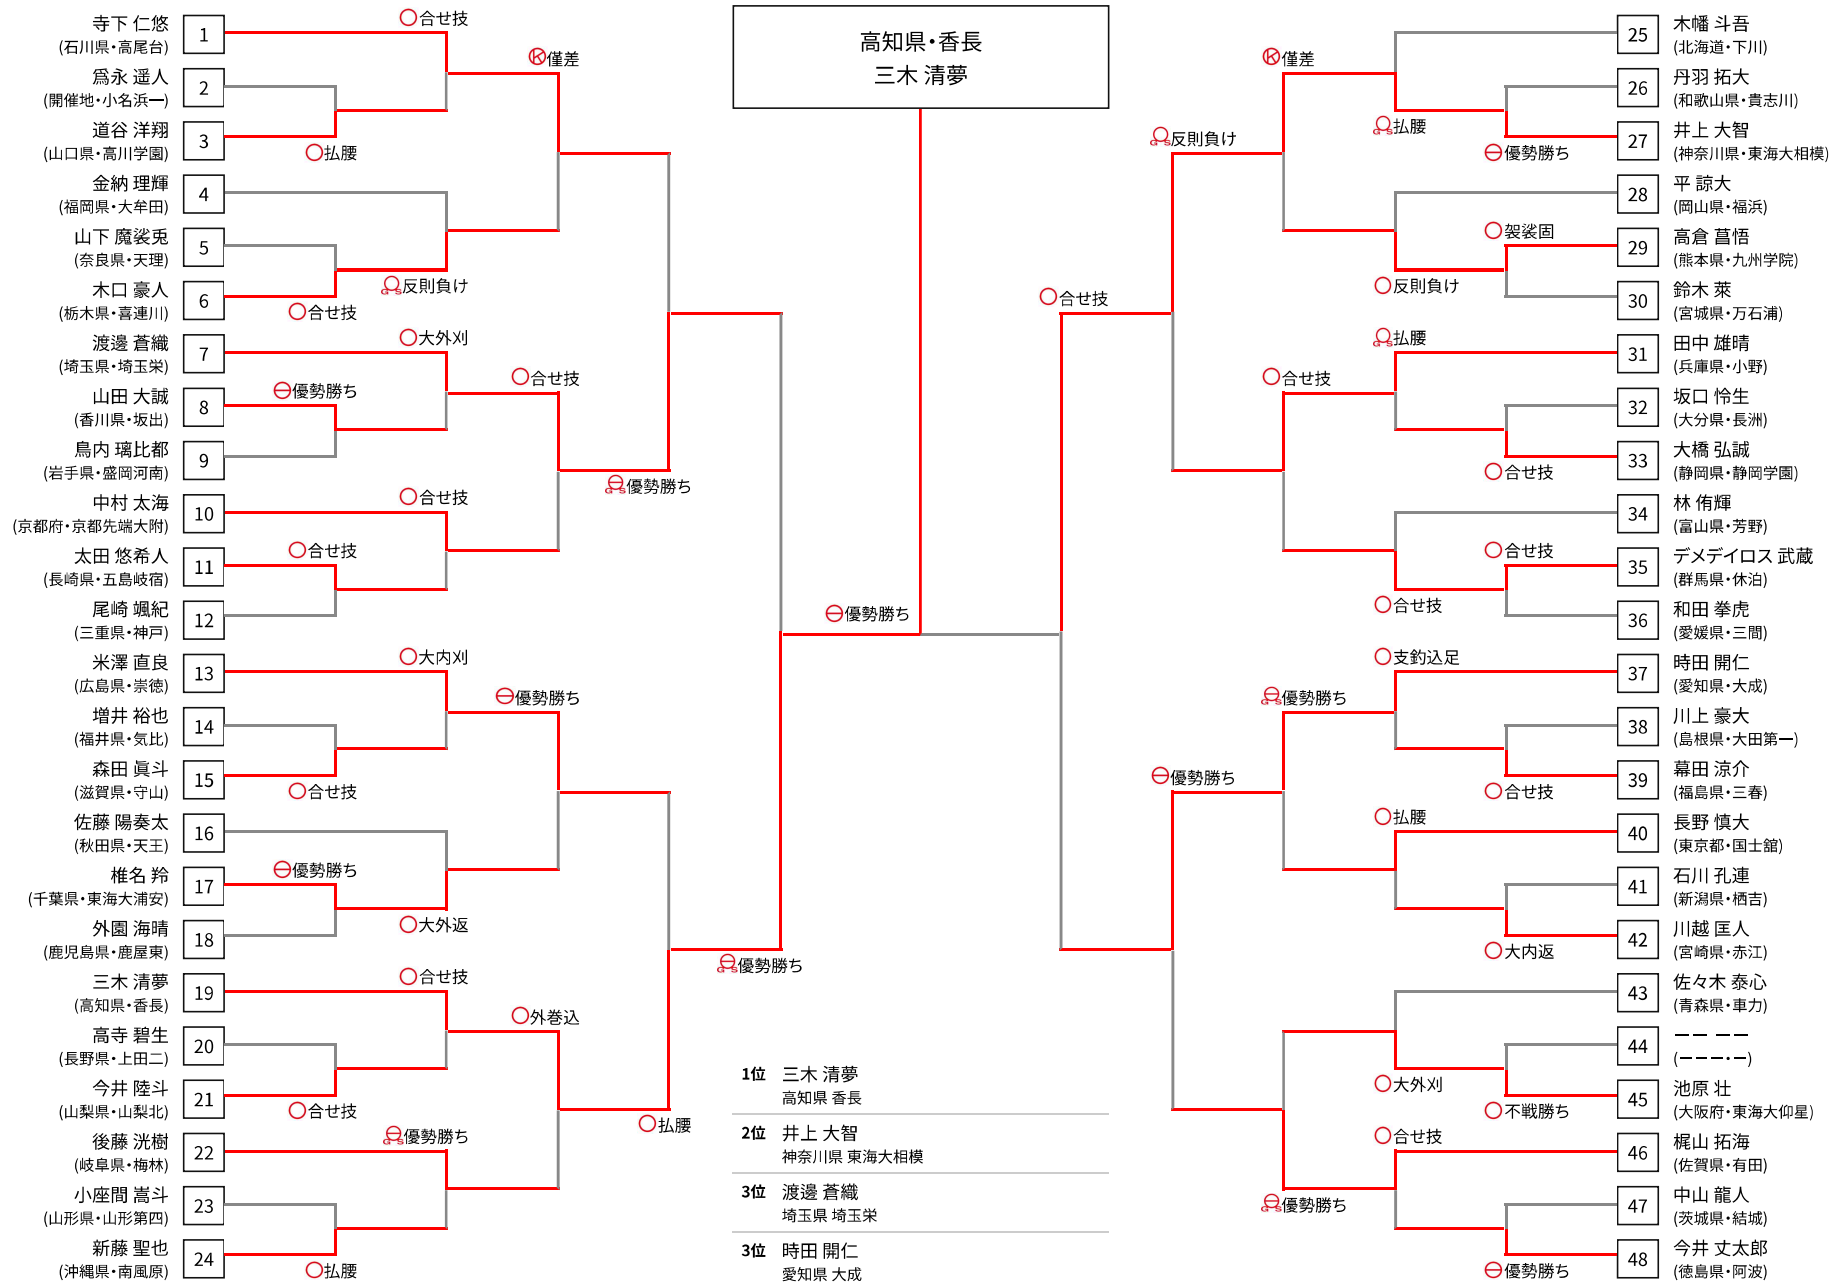 高知県・香長
三木 清夢
寺下 仁悠
(石川県・高尾台)
1
爲永 遥人
(開催地・小名浜一)
2
道谷 洋翔
(山口県・高川学園)
3
金納 理輝
(福岡県・大牟田)
4
山下 魔裟兎
(奈良県・天理)
5
木口 豪人
(栃木県・喜連川)
6
渡邊 蒼織
(埼玉県・埼玉栄)
7
山田 大誠
(香川県・坂出)
8
鳥内 璃比都
(岩手県・盛岡河南)
9
中村 太海
(京都府・京都先端大附)
10
太田 悠希人
(長崎県・五島岐宿)
11
尾崎 颯紀
(三重県・神戸)
12
米澤 直良
(広島県・崇徳)
13
増井 裕也
(福井県・気比)
14
森田 眞斗
(滋賀県・守山)
15
佐藤 陽奏太
(秋田県・天王)
16
椎名 羚
(千葉県・東海大浦安)
17
外園 海晴
(鹿児島県・鹿屋東)
18
三木 清夢
(高知県・香長)
19
高寺 碧生
(長野県・上田二)
20
今井 陸斗
(山梨県・山梨北)
21
後藤 洸樹
(岐阜県・梅林)
22
小座間 嵩斗
(山形県・山形第四)
23
新藤 聖也
(沖縄県・南風原)
24
合せ技
払腰
K僅差
GS反則負け
合せ技
大外刈
優勢勝ち
合せ技
GS優勢勝ち
合せ技
合せ技
優勢勝ち
大内刈
優勢勝ち
合せ技
優勢勝ち
大外返
GS優勢勝ち
合せ技
外巻込
合せ技
GS優勢勝ち
払腰
払腰
K僅差
GS払腰
優勢勝ち
GS反則負け
袈裟固
反則負け
合せ技
GS払腰
合せ技
合せ技
合せ技
合せ技
支釣込足
GS優勢勝ち
優勢勝ち
合せ技
払腰
大内返
大外刈
不戦勝ち
合せ技
GS優勢勝ち
優勢勝ち
25
木幡 斗吾
(北海道・下川)
26
丹羽 拓大
(和歌山県・貴志川)
27
井上 大智
(神奈川県・東海大相模)
28
平 諒大
(岡山県・福浜)
29
高倉 菖悟
(熊本県・九州学院)
30
鈴木 萊
(宮城県・万石浦)
31
田中 雄晴
(兵庫県・小野)
32
坂口 怜生
(大分県・長洲)
33
大橋 弘誠
(静岡県・静岡学園)
34
林 侑輝
(富山県・芳野)
35
デメデイロス 武蔵
(群馬県・休泊)
36
和田 拳虎
(愛媛県・三間)
37
時田 開仁
(愛知県・大成)
38
川上 豪大
(島根県・大田第一)
39
幕田 涼介
(福島県・三春)
40
長野 慎大
(東京都・国士舘)
41
石川 孔連
(新潟県・栖吉)
42
川越 匡人
(宮崎県・赤江)
43
佐々木 泰心
(青森県・車力)
44
ーー ーー
(ーーー・ー)
45
池原 壮
(大阪府・東海大仰星)
46
梶山 拓海
(佐賀県・有田)
47
中山 龍人
(茨城県・結城)
48
今井 丈太郎
(徳島県・阿波)
1位 三木 清夢
高知県 香長
2位 井上 大智
神奈川県 東海大相模
3位 渡邊 蒼織
埼玉県 埼玉栄
3位 時田 開仁
愛知県 大成